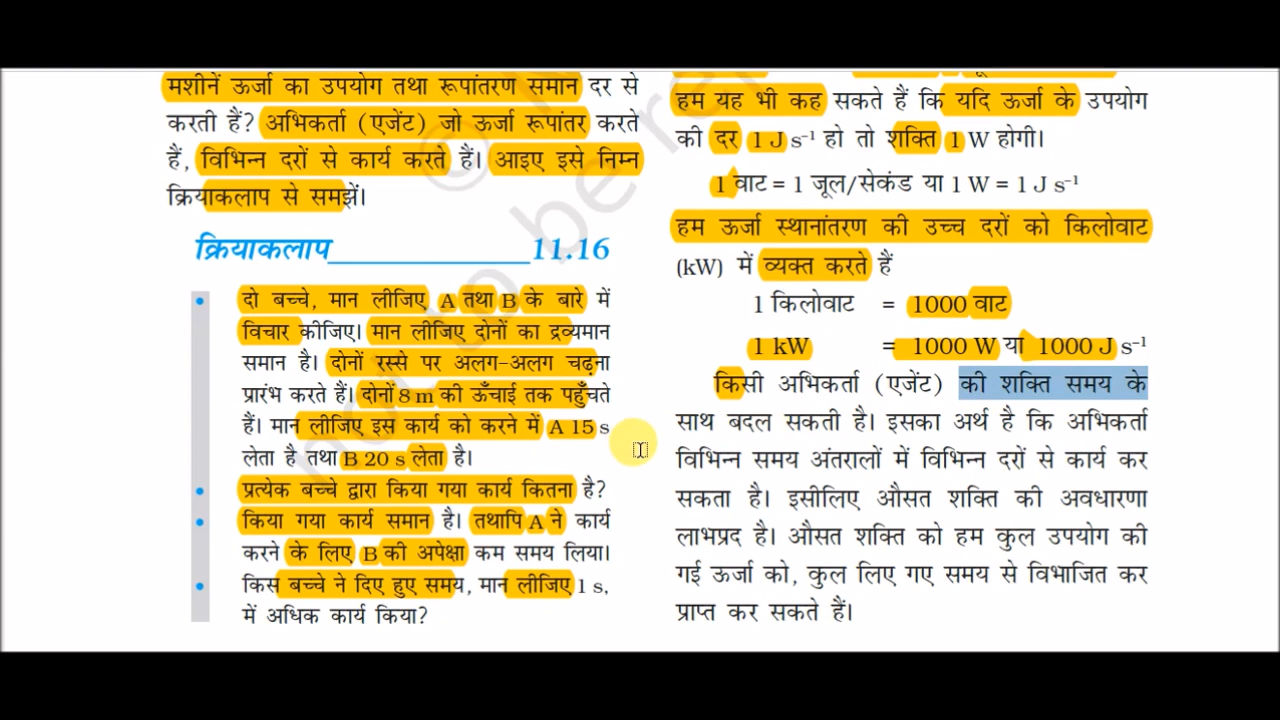 मशीनें ऊर्जा का उपयोग तथा रूपांतरण समान दर से
करती हैं? अभिकर्ता (एजेंट) जो ऊर्जा रूपांतर करते
हैं, विभिन्न दरों से कार्य करते हैं। आइए इसे निम्न
क्रियाकलाप से समझें।
क्रियाकलाप____________11.16
• दो बच्चे, मान लीजिए A तथा B के बारे में
विचार कीजिए। मान लीजिए दोनों का द्रव्यमान
समान है। दोनों रस्से पर अलग-अलग चढ़ना
प्रारंभ करते हैं। दोनों 8 m की ऊँचाई तक पहुँचते
हैं। मान लीजिए इस कार्य को करने में A 15 s
लेता है तथा B 20 s लेता है।
• प्रत्येक बच्चे द्वारा किया गया कार्य कितना है?
• किया गया कार्य समान है। तथापि A ने कार्य
करने के लिए B की अपेक्षा कम समय लिया।
• किस बच्चे ने दिए हुए समय, मान लीजिए 1 s,
में अधिक कार्य किया?
हम यह भी कह सकते हैं कि यदि ऊर्जा के उपयोग
की दर 1 J s⁻¹ हो तो शक्ति 1 W होगी।
1 वाट = 1 जूल/सेकंड या 1 W = 1 J s⁻¹
हम ऊर्जा स्थानांतरण की उच्च दरों को किलोवाट
(kW) में व्यक्त करते हैं
1 किलोवाट = 1000 वाट
1 kW = 1000 W या 1000 J s⁻¹
किसी अभिकर्ता (एजेंट) की शक्ति समय के
साथ बदल सकती है। इसका अर्थ है कि अभिकर्ता
विभिन्न समय अंतरालों में विभिन्न दरों से कार्य कर
सकता है। इसीलिए औसत शक्ति की अवधारणा
लाभप्रद है। औसत शक्ति को हम कुल उपयोग की
गई ऊर्जा को, कुल लिए गए समय से विभाजित कर
प्राप्त कर सकते हैं।